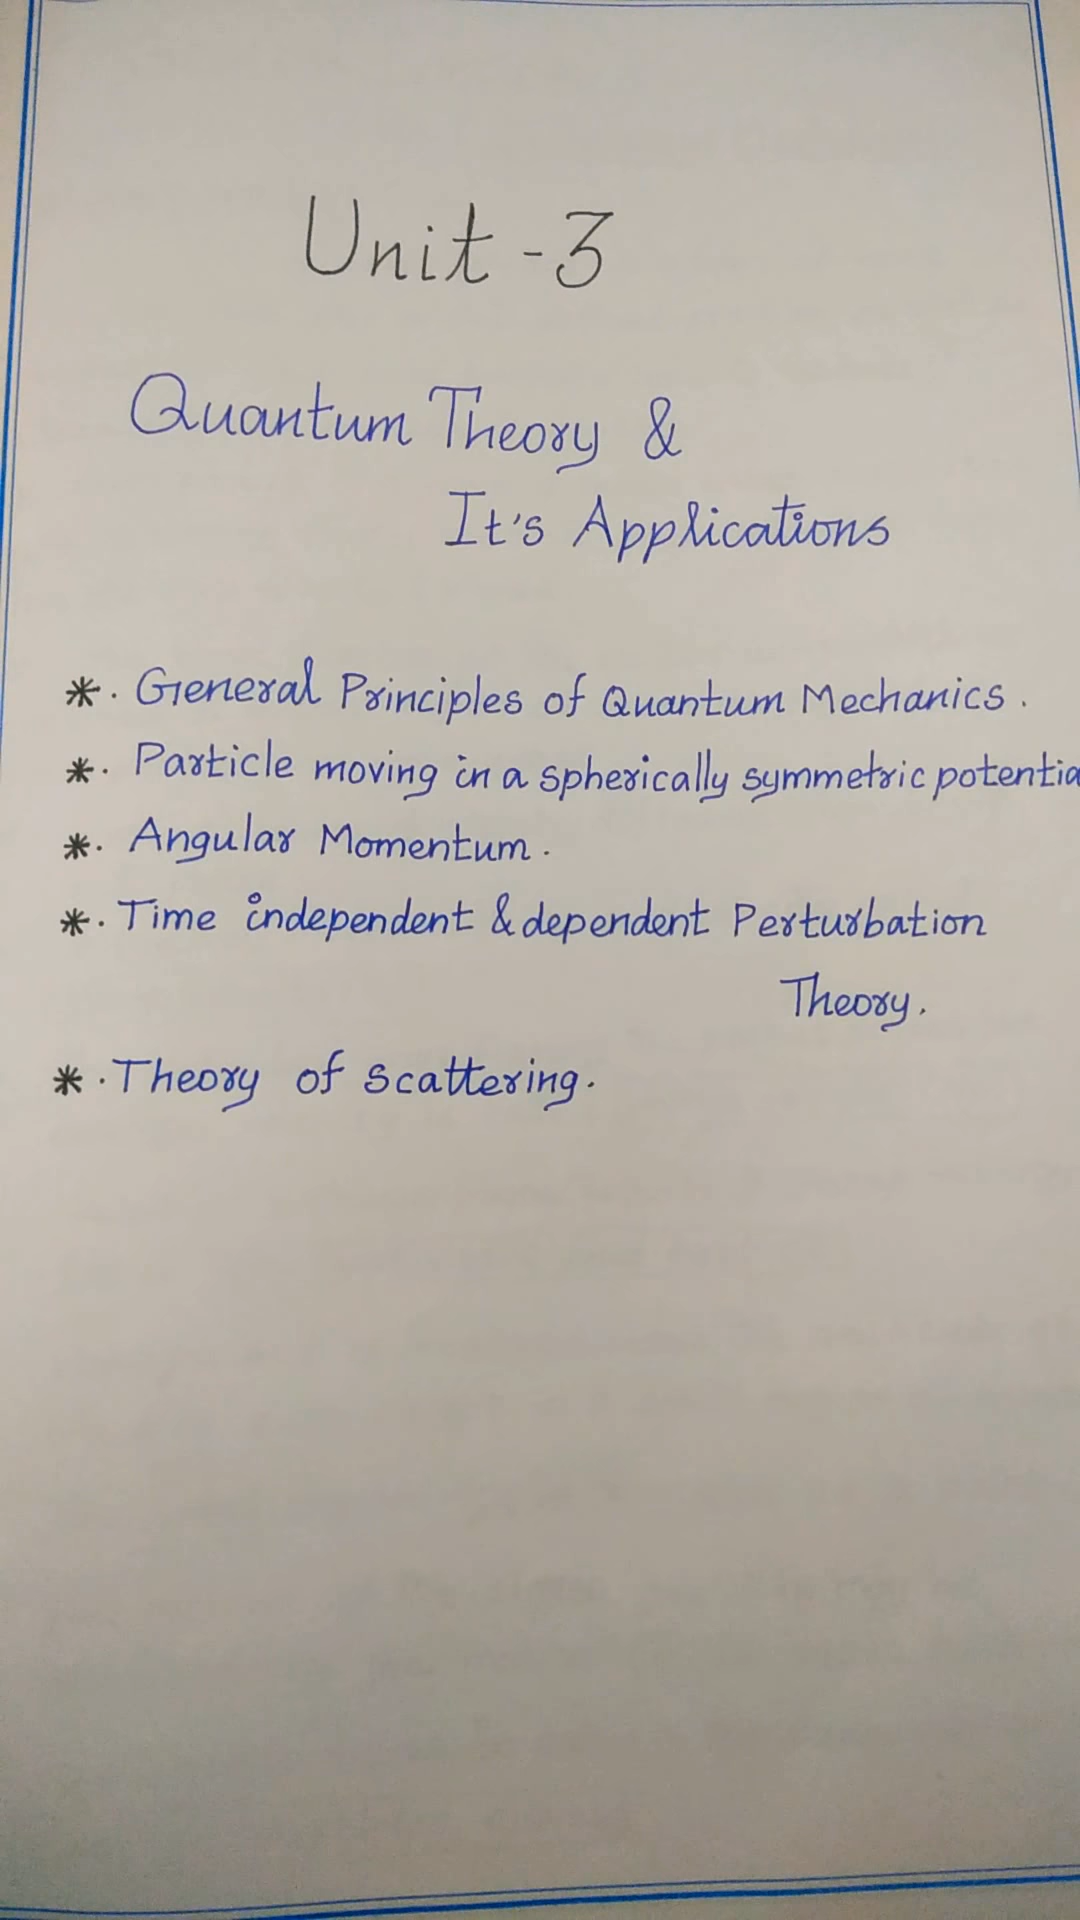 Unit - 3
Quantum Theory &
It's Applications
*. General Principles of Quantum Mechanics.
*. Particle moving in a spherically symmetric potentia
*. Angular Momentum.
*. Time independent & dependent Perturbation
Theory.
*. Theory of Scattering.